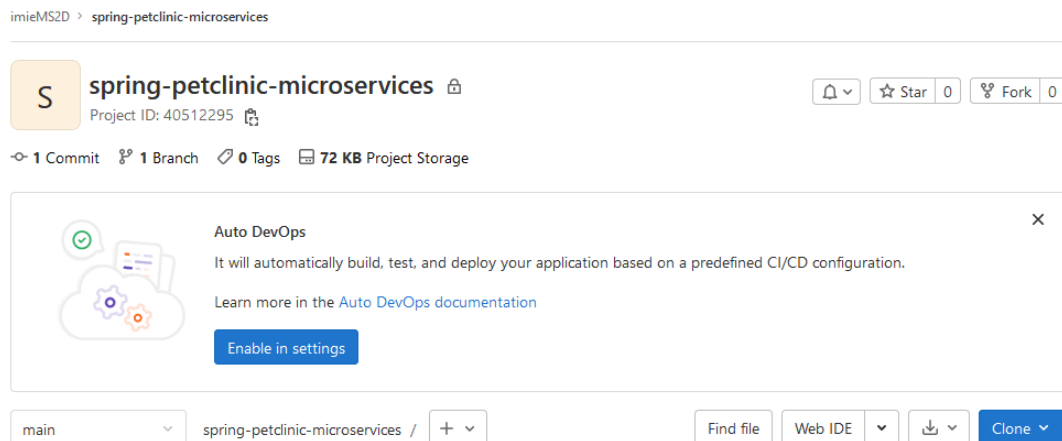 imieMS2D > spring-petclinic-microservices
S
spring-petclinic-microservices
Project ID: 40512295
Star 0 Fork 0
1 Commit 1 Branch 0 Tags 72 KB Project Storage
Auto DevOps
It will automatically build, test, and deploy your application based on a predefined CI/CD configuration.
Learn more in the Auto DevOps documentation
Enable in settings
main spring-petclinic-microservices / + Find file Web IDE Clone